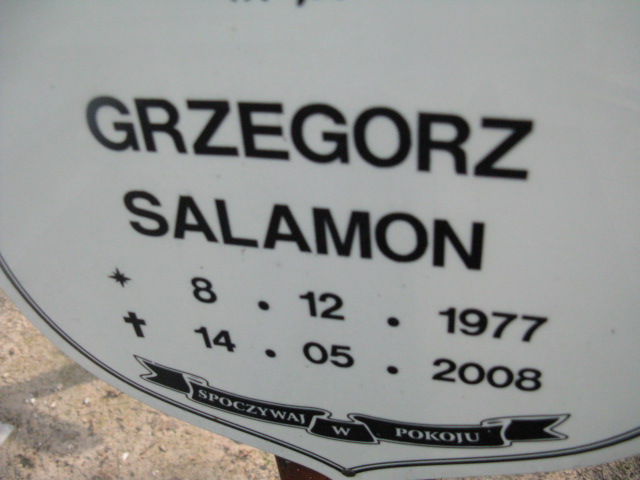 GRZEGORZ
SALAMON
* 8 . 12 . 1977
✝ 14 . 05 . 2008
SPOCZYWAJ W POKOJU